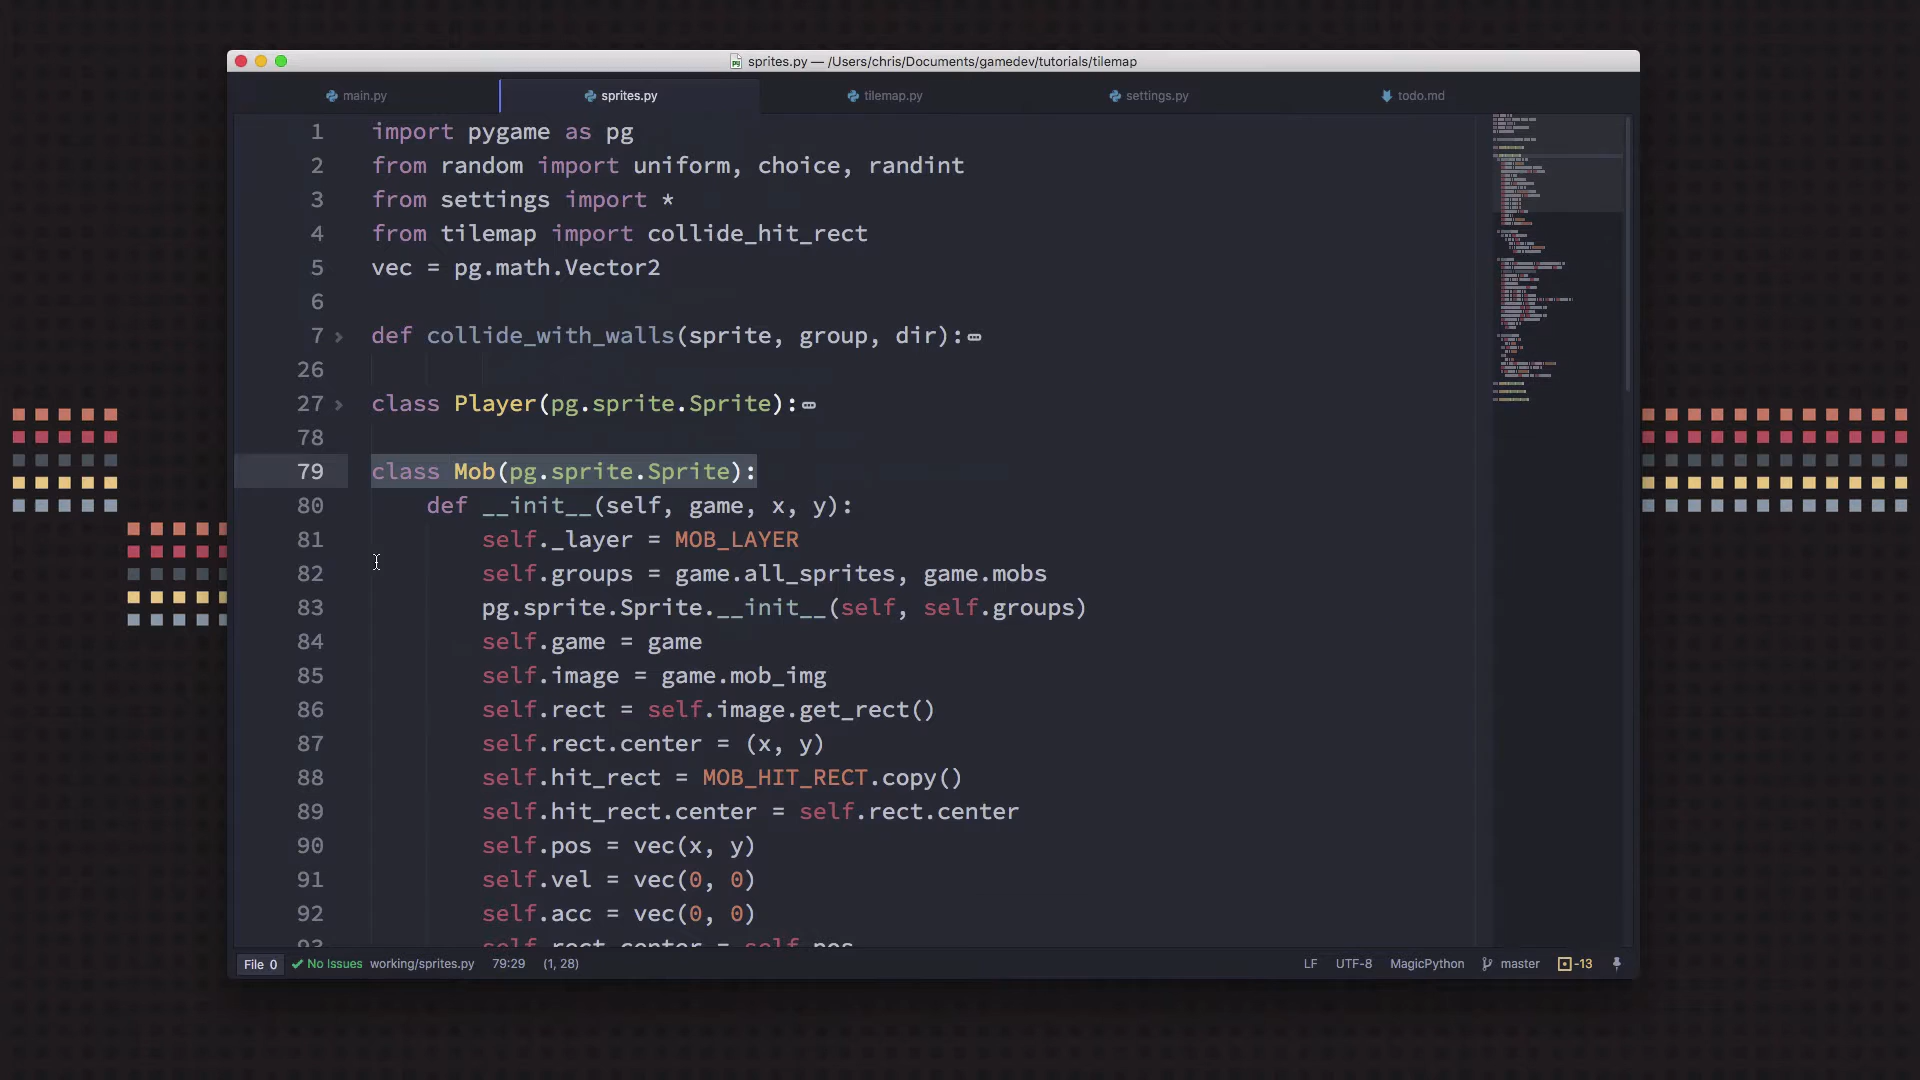 sprites.py — /Users/chris/Documents/gamedev/tutorials/tilemap
main.py sprites.py tilemap.py settings.py todo.md
1 import pygame as pg
2 from random import uniform, choice, randint
3 from settings import *
4 from tilemap import collide_hit_rect
5 vec = pg.math.Vector2
6
7 def collide_with_walls(sprite, group, dir):
26
27 class Player(pg.sprite.Sprite):
78
79 class Mob(pg.sprite.Sprite):
80 def __init__(self, game, x, y):
81 self._layer = MOB_LAYER
82 self.groups = game.all_sprites, game.mobs
83 pg.sprite.Sprite.__init__(self, self.groups)
84 self.game = game
85 self.image = game.mob_img
86 self.rect = self.image.get_rect()
87 self.rect.center = (x, y)
88 self.hit_rect = MOB_HIT_RECT.copy()
89 self.hit_rect.center = self.rect.center
90 self.pos = vec(x, y)
91 self.vel = vec(0, 0)
92 self.acc = vec(0, 0)
93 self.rect.center = self.pos
File 0 No Issues working/sprites.py 79:29 (1, 28) LF UTF-8 MagicPython master -13